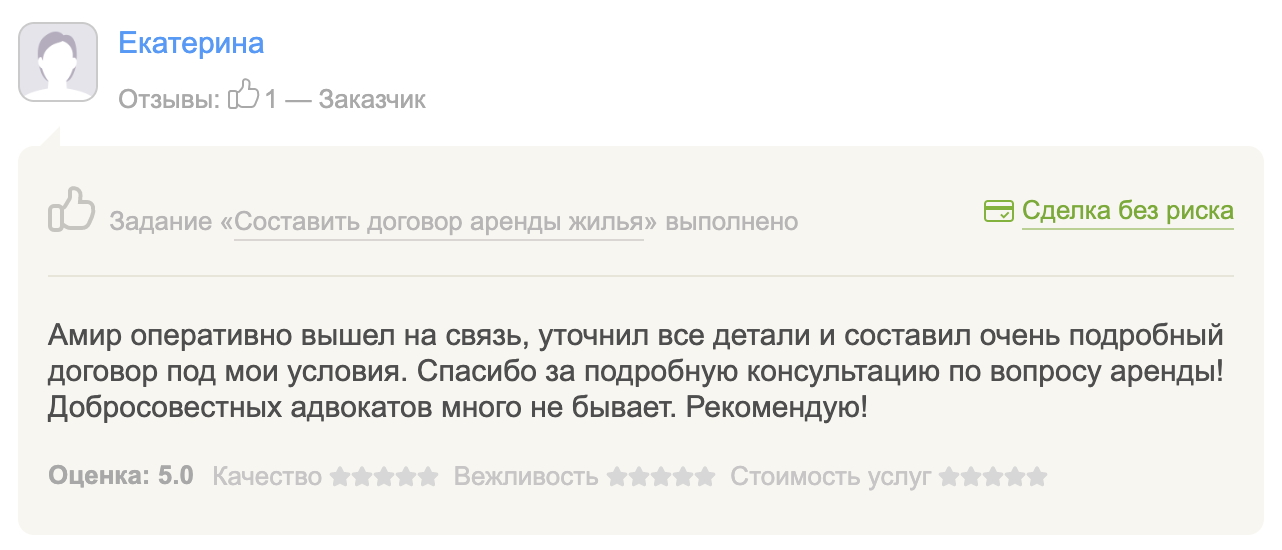 Екатерина
Отзывы: 1 — Заказчик
Задание «Составить договор аренды жилья» выполнено
Сделка без риска
Амир оперативно вышел на связь, уточнил все детали и составил очень подробный
договор под мои условия. Спасибо за подробную консультацию по вопросу аренды!
Добросовестных адвокатов много не бывает. Рекомендую!
Оценка: 5.0 Качество Вежливость Стоимость услуг